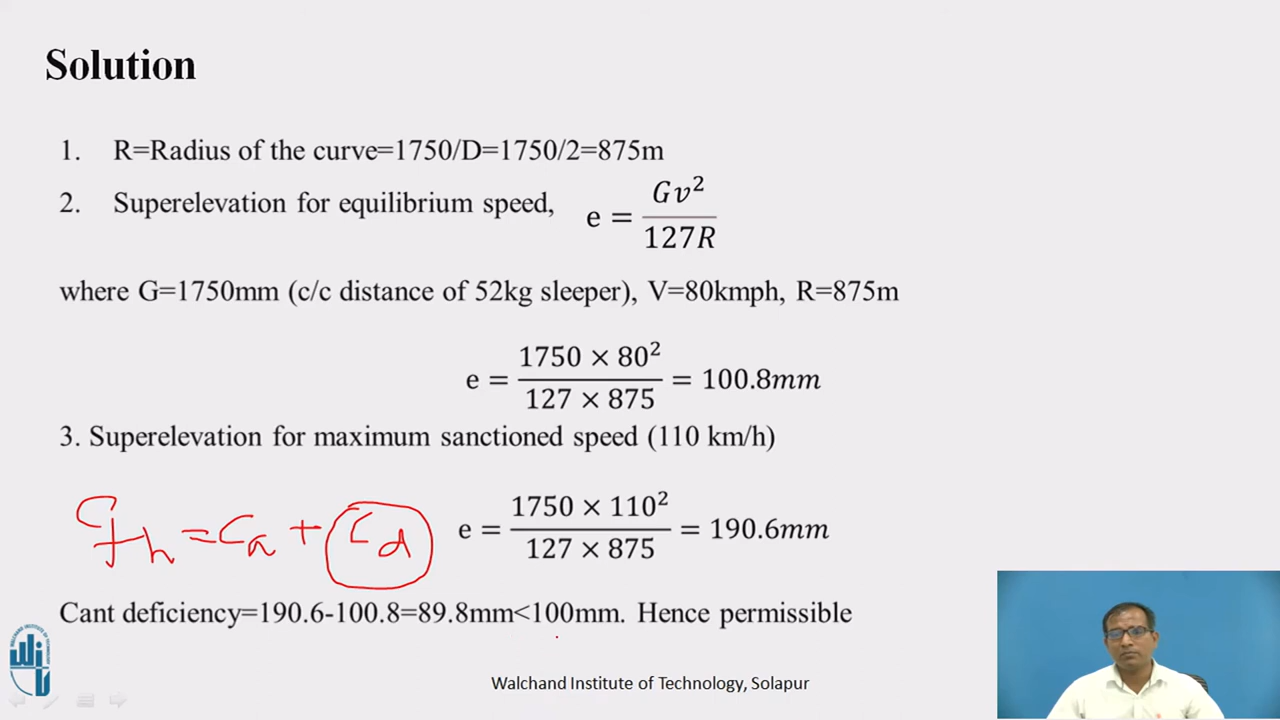 Solution
1. R=Radius of the curve=1750/D=1750/2=875m
2. Superelevation for equilibrium speed, e = Gv²/127R
where G=1750mm (c/c distance of 52kg sleeper), V=80kmph, R=875m
e = 1750 × 80²/127 × 875 = 100.8mm
3. Superelevation for maximum sanctioned speed (110 km/h)
e = 1750 × 110²/127 × 875 = 190.6mm
= Ca + Cd
Cant deficiency=190.6-100.8=89.8mm<100mm. Hence permissible
Walchand Institute of Technology, Solapur